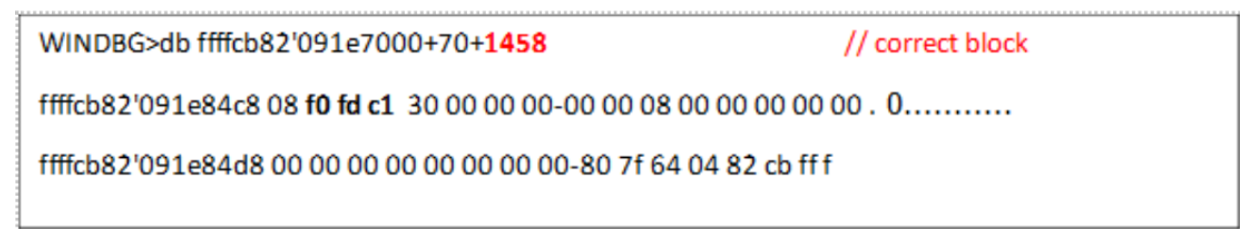 WINDBG>db ffffcb82'091e7000+70+1458 // correct block
ffffcb82'091e84c8 08 f0 fd c1 30 00 00 00-00 00 08 00 00 00 00 00 . 0...........
ffffcb82'091e84d8 00 00 00 00 00 00 00 00-80 7f 64 04 82 cb ff f